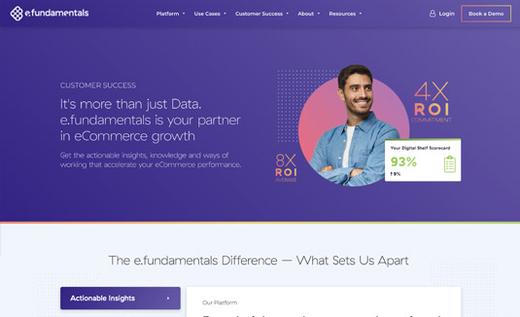 e.fundamentals
Platform
Use Cases
Customer Success
About
Resources
Login
Book a Demo
CUSTOMER SUCCESS
It's more than just Data.
e.fundamentals is your partner
in eCommerce growth
Get the actionable insights, knowledge and ways of
working that accelerate your eCommerce performance.
4X
ROI
COMMITMENT
8X
ROI
AVERAGE
Your Digital Shelf Scorecard
93%
9%
The e.fundamentals Difference — What Sets Us Apart
Actionable Insights
Our Platform